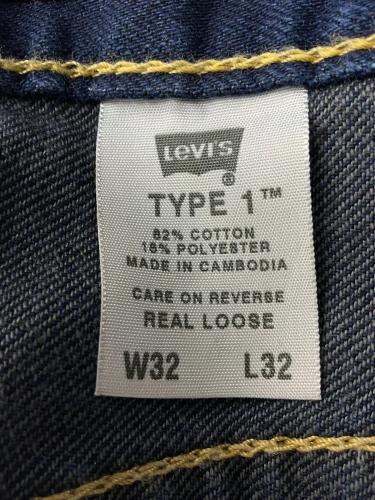 Levi's
®
TYPE 1™
82% COTTON
18% POLYESTER
MADE IN CAMBODIA
CARE ON REVERSE
REAL LOOSE
W32 L32